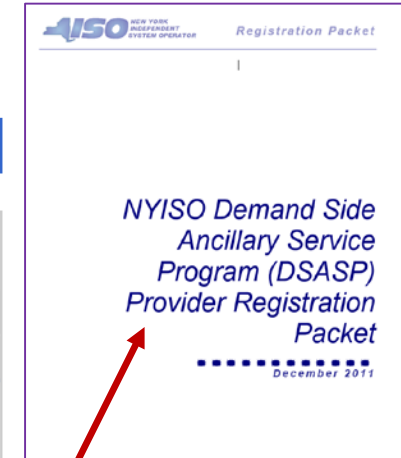 NEW YORK
INDEPENDENT
SYSTEM OPERATOR
ISO
Registration Packet
NYISO Demand Side
Ancillary Service
Program (DSASP)
Provider Registration
Packet
December 2011